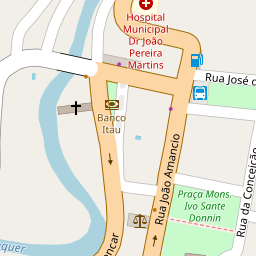 Hospital
Municipal
Dr João
Pereira
Martins
Rua José d
Banco
Itau
Rua João Amancio
Praça Mons.
Ivo Sante
Donnin
Rua da Conceição
ncar
quer